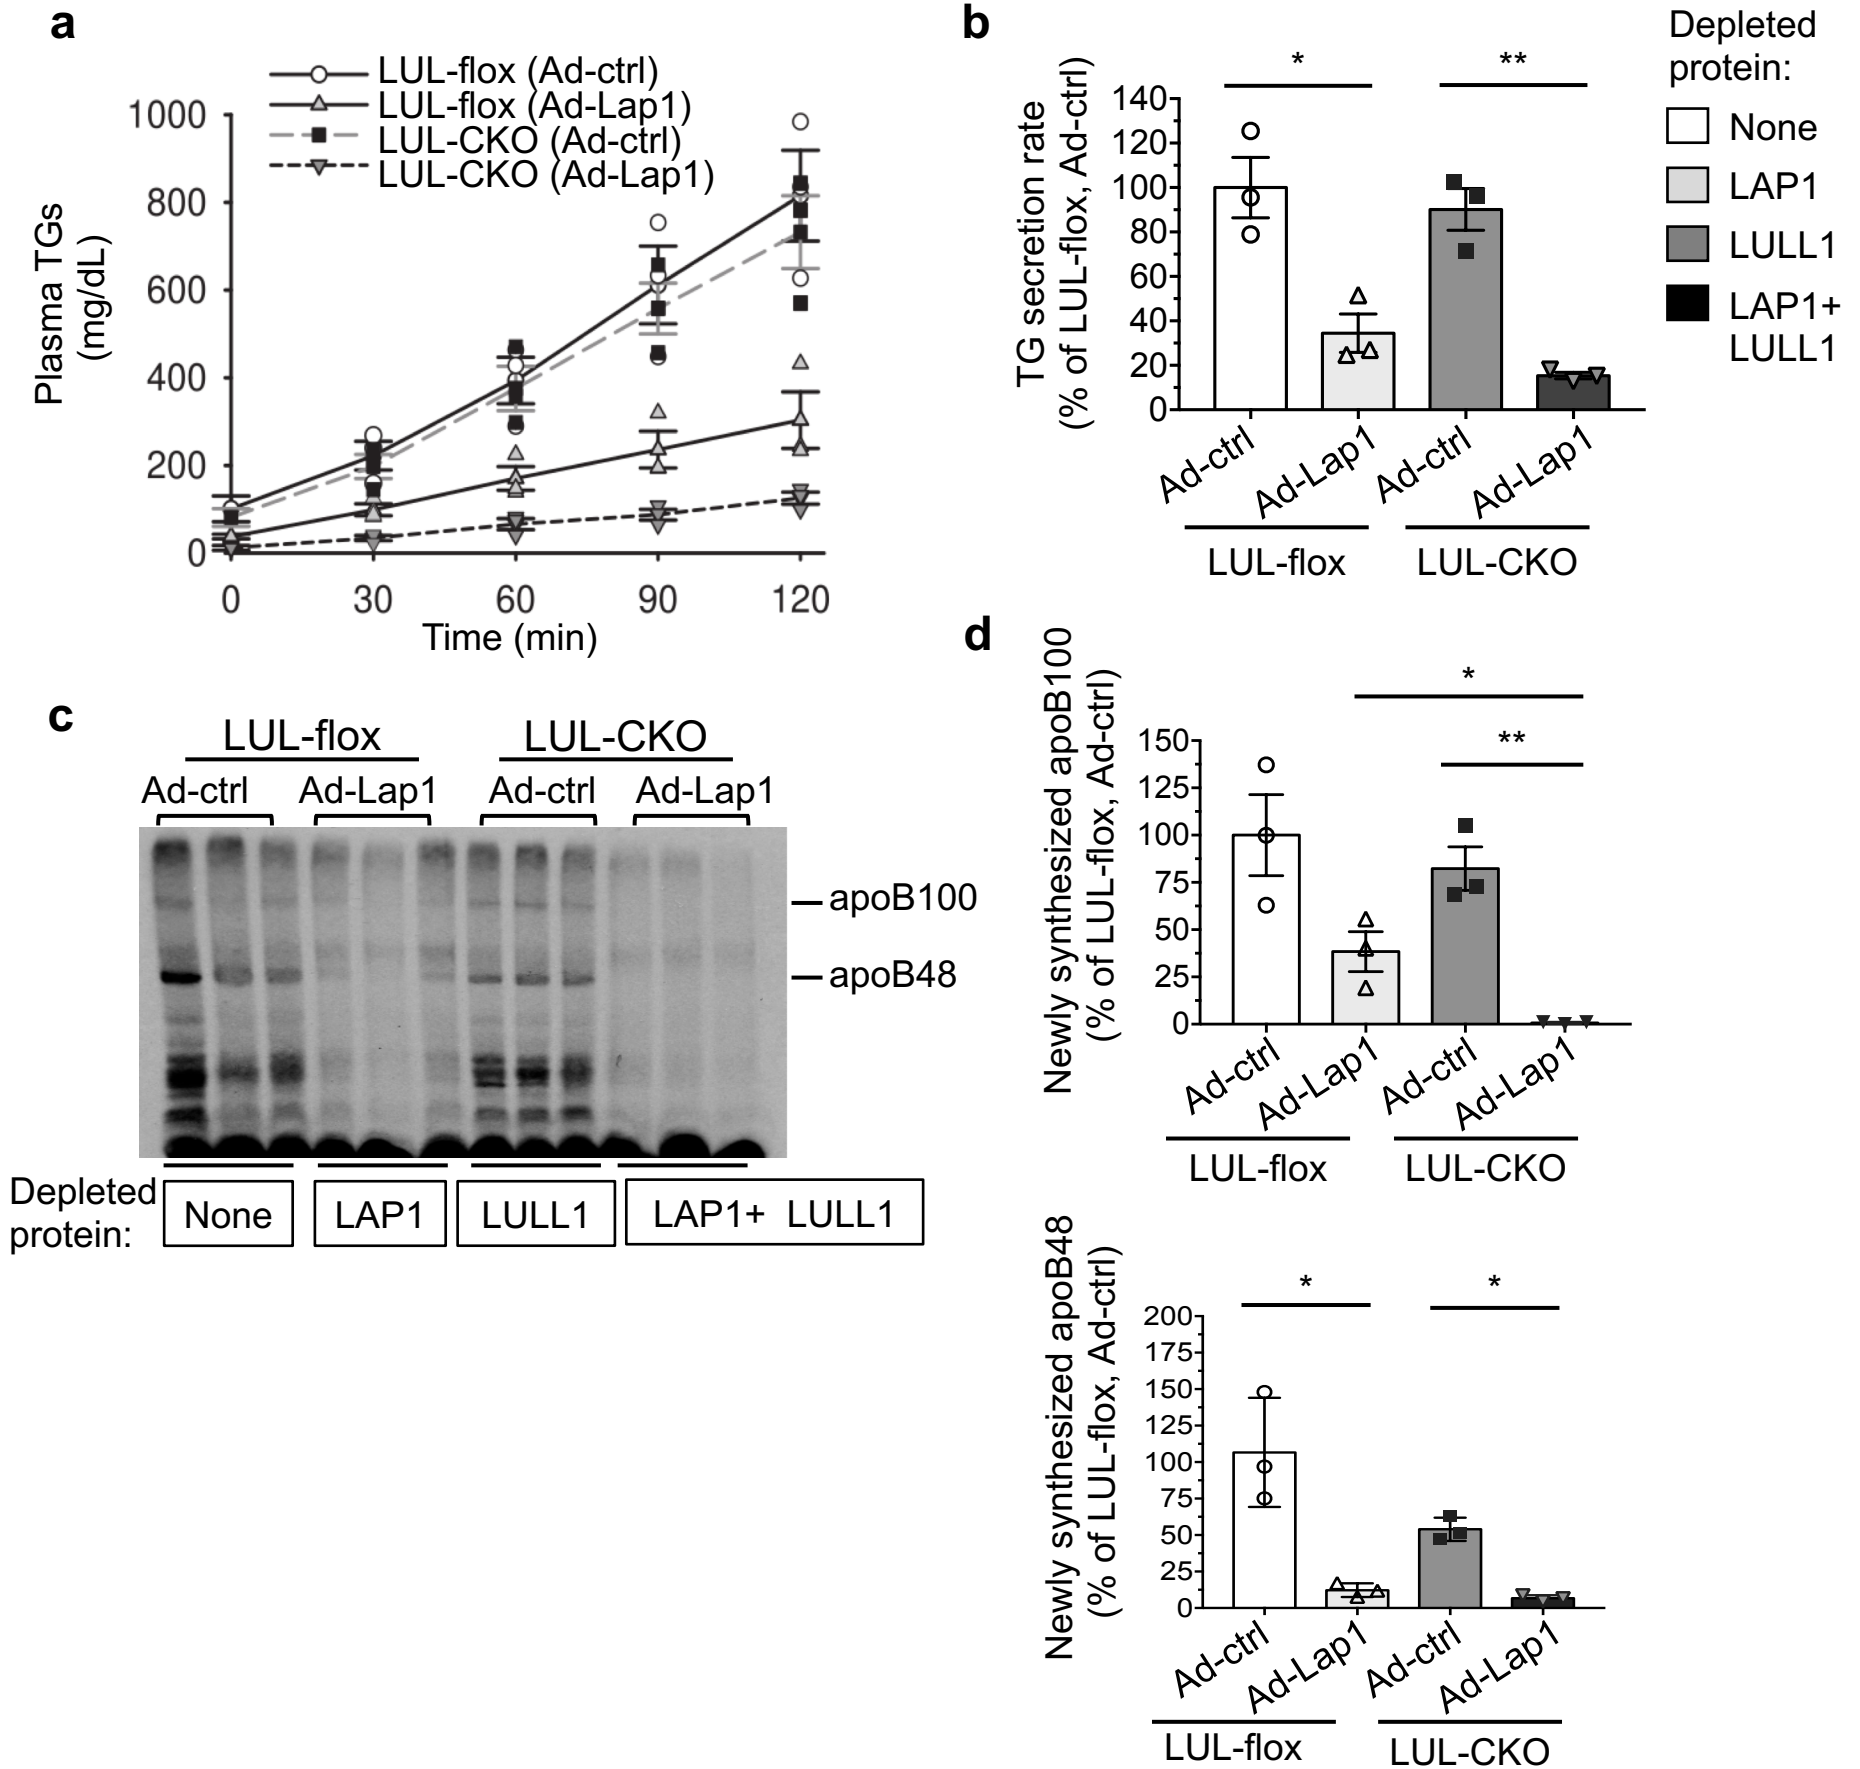 a
LUL-flox (Ad-ctrl)
LUL-flox (Ad-Lap1)
LUL-CKO (Ad-ctrl)
LUL-CKO (Ad-Lap1)
Plasma TGs
(mg/dL)
1000
800
600
400
200
0
0 30 60 90 120
Time (min)
b
* **
TG secretion rate
(% of LUL-flox, Ad-ctrl)
140
120
100
80
60
40
20
0
Ad-ctrl Ad-Lap1 Ad-ctrl Ad-Lap1
LUL-flox LUL-CKO
Depleted
protein:
None
LAP1
LULL1
LAP1+
LULL1
c
LUL-flox LUL-CKO
Ad-ctrl Ad-Lap1 Ad-ctrl Ad-Lap1
apoB100
apoB48
Depleted
protein:
None LAP1 LULL1 LAP1+ LULL1
d
*
**
Newly synthesized apoB100
(% of LUL-flox, Ad-ctrl)
150
125
100
75
50
25
0
Ad-ctrl Ad-Lap1 Ad-ctrl Ad-Lap1
LUL-flox LUL-CKO
* *
Newly synthesized apoB48
(% of LUL-flox, Ad-ctrl)
200
175
150
125
100
75
50
25
0
Ad-ctrl Ad-Lap1 Ad-ctrl Ad-Lap1
LUL-flox LUL-CKO